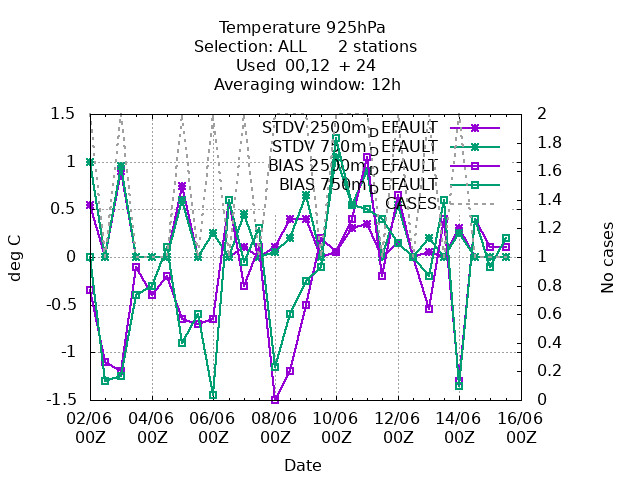 Temperature 925hPa
Selection: ALL 2 stations
Used 00,12 + 24
Averaging window: 12h
STDV 2500mDEFAULT
STDV 750mDEFAULT
BIAS 2500mDEFAULT
BIAS 750mDEFAULT
CASES
deg C
1.5
1
0.5
0
-0.5
-1
-1.5
2
1.8
1.6
1.4
1.2
1
0.8
0.6
0.4
0.2
0
No cases
02/06 04/06 06/06 08/06 10/06 12/06 14/06 16/06
00Z 00Z 00Z 00Z 00Z 00Z 00Z 00Z
Date